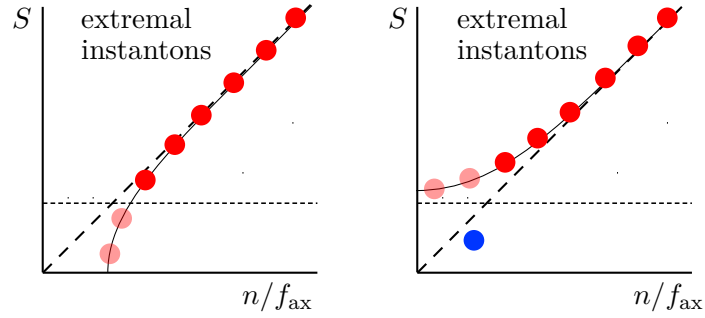 S
extremal
instantons
n/f_ax
S
extremal
instantons
n/f_ax